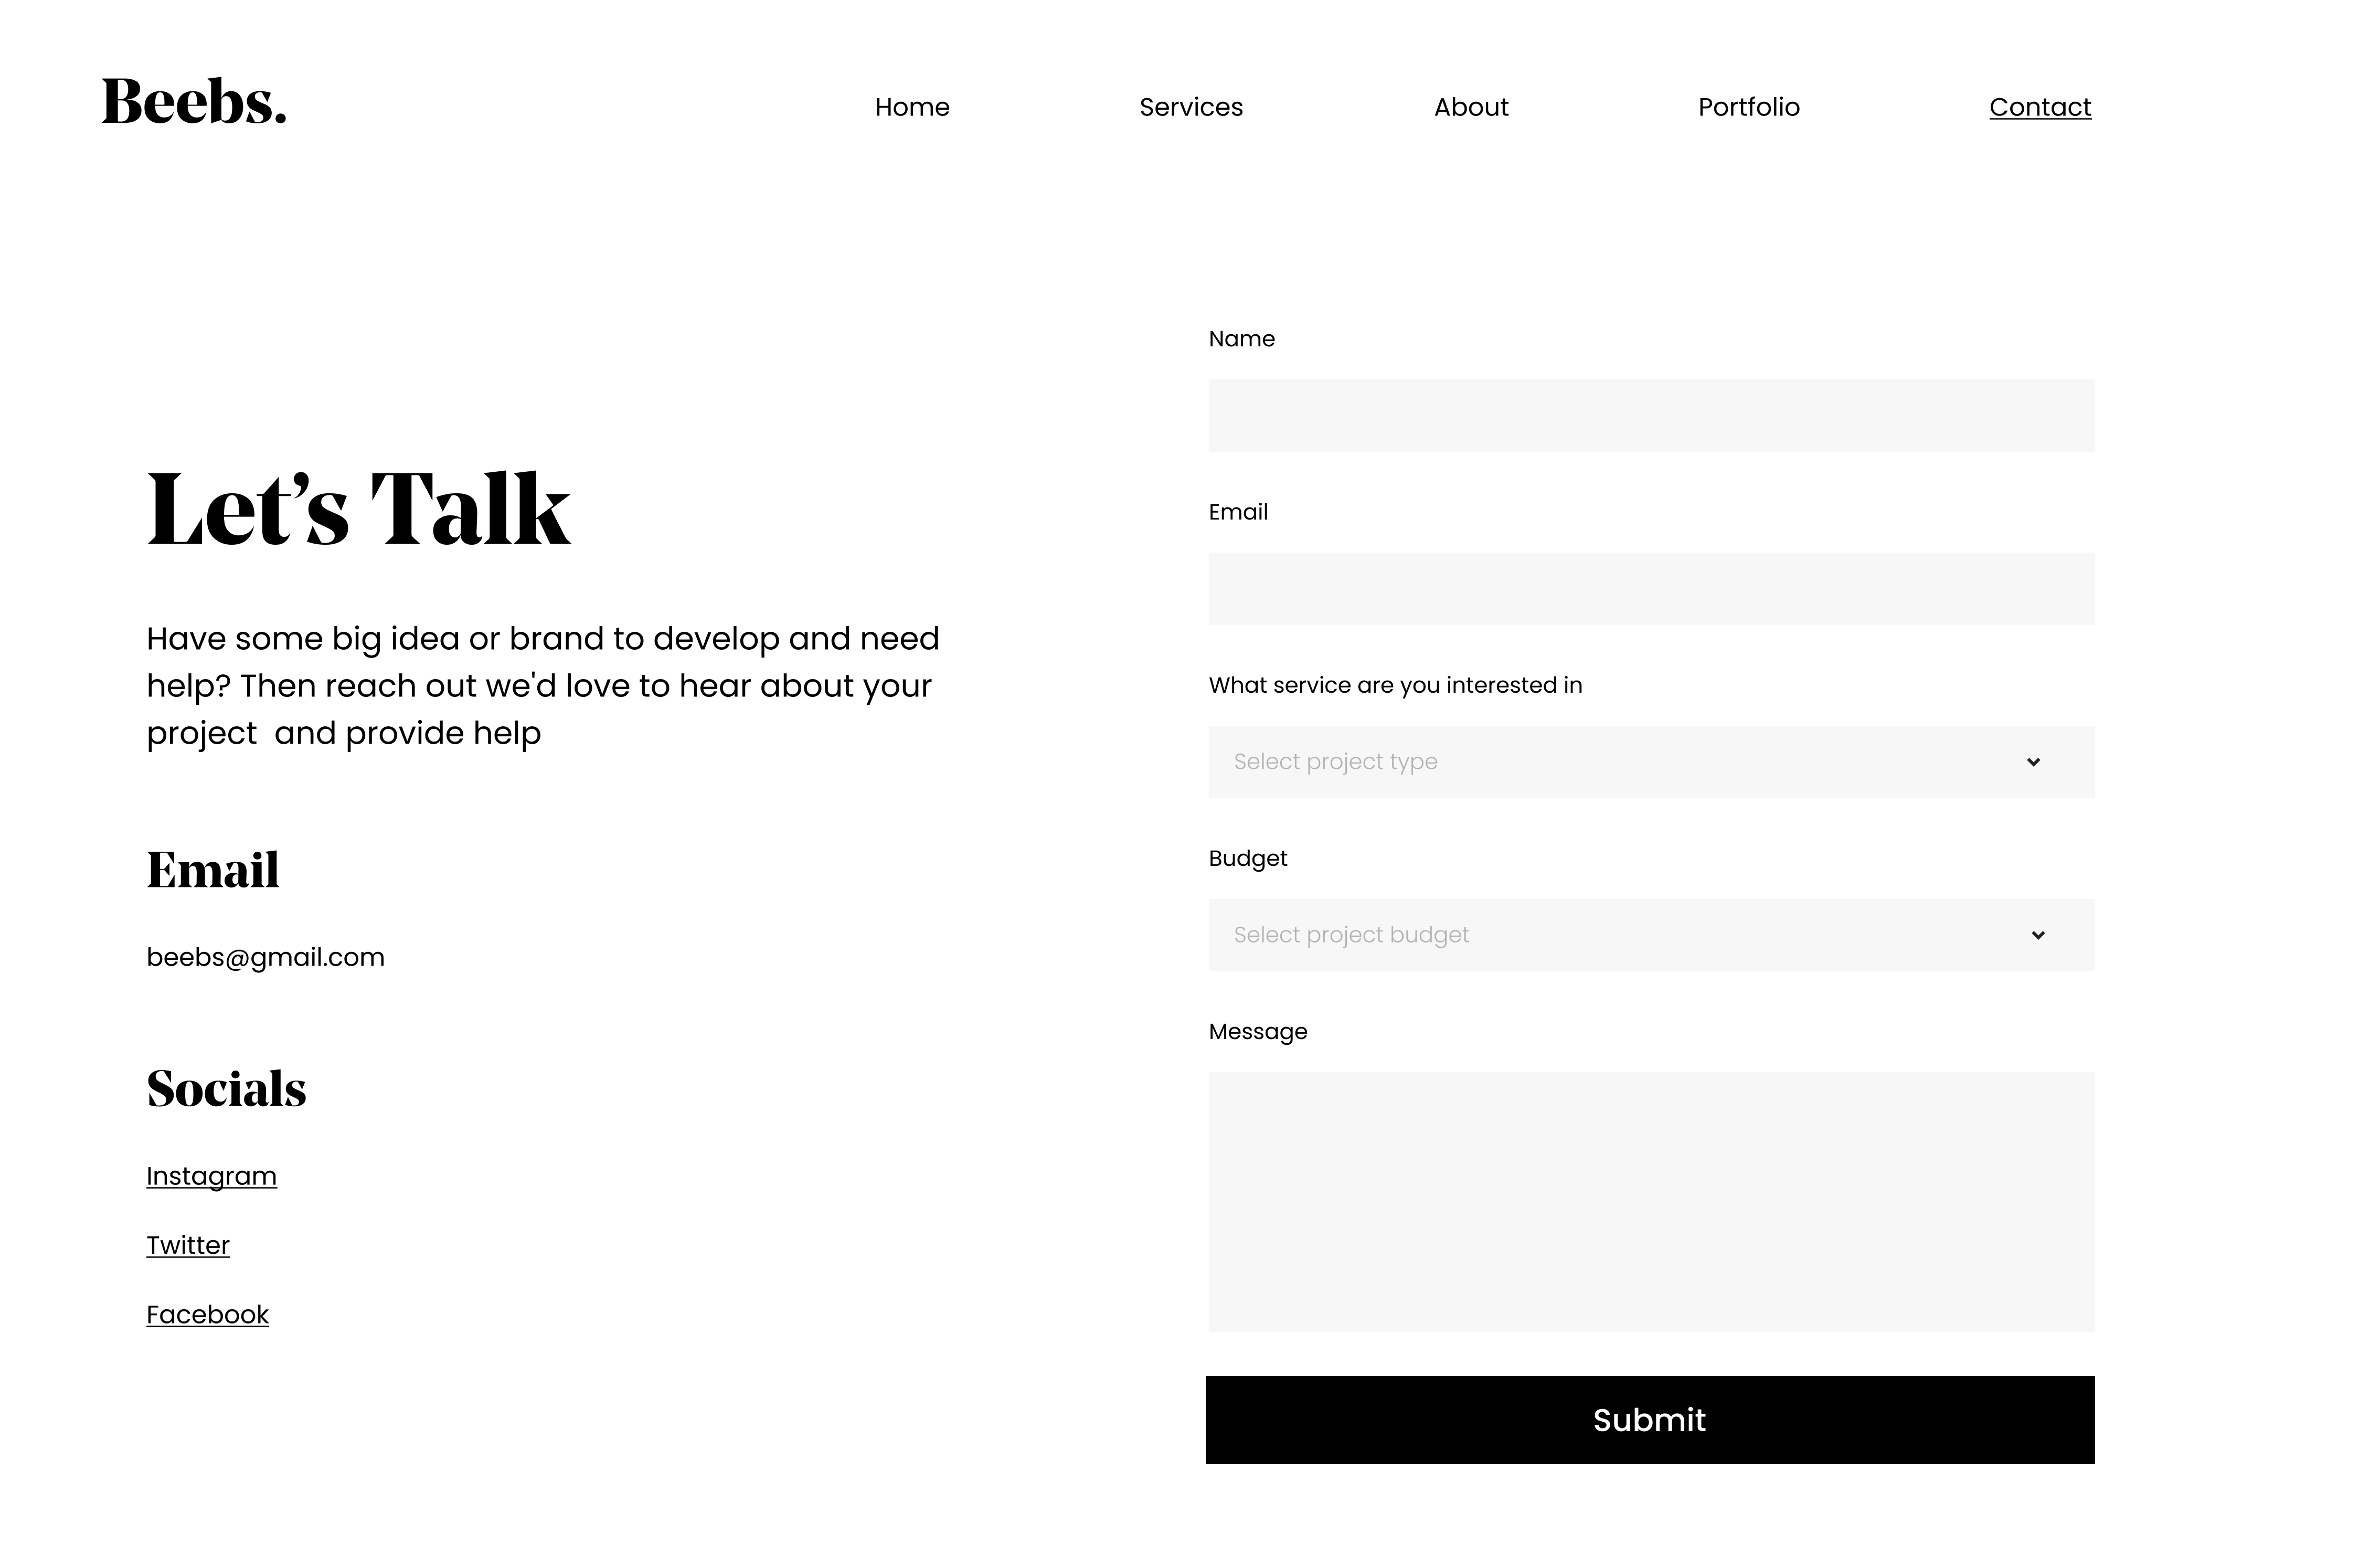 Beebs.
Home
Services
About
Portfolio
Contact
Let’s Talk
Have some big idea or brand to develop and need
help? Then reach out we'd love to hear about your
project  and provide help
Email
beebs@gmail.com
Socials
Instagram
Twitter
Facebook
Name
Email
What service are you interested in
Select project type
Budget
Select project budget
Message
Submit